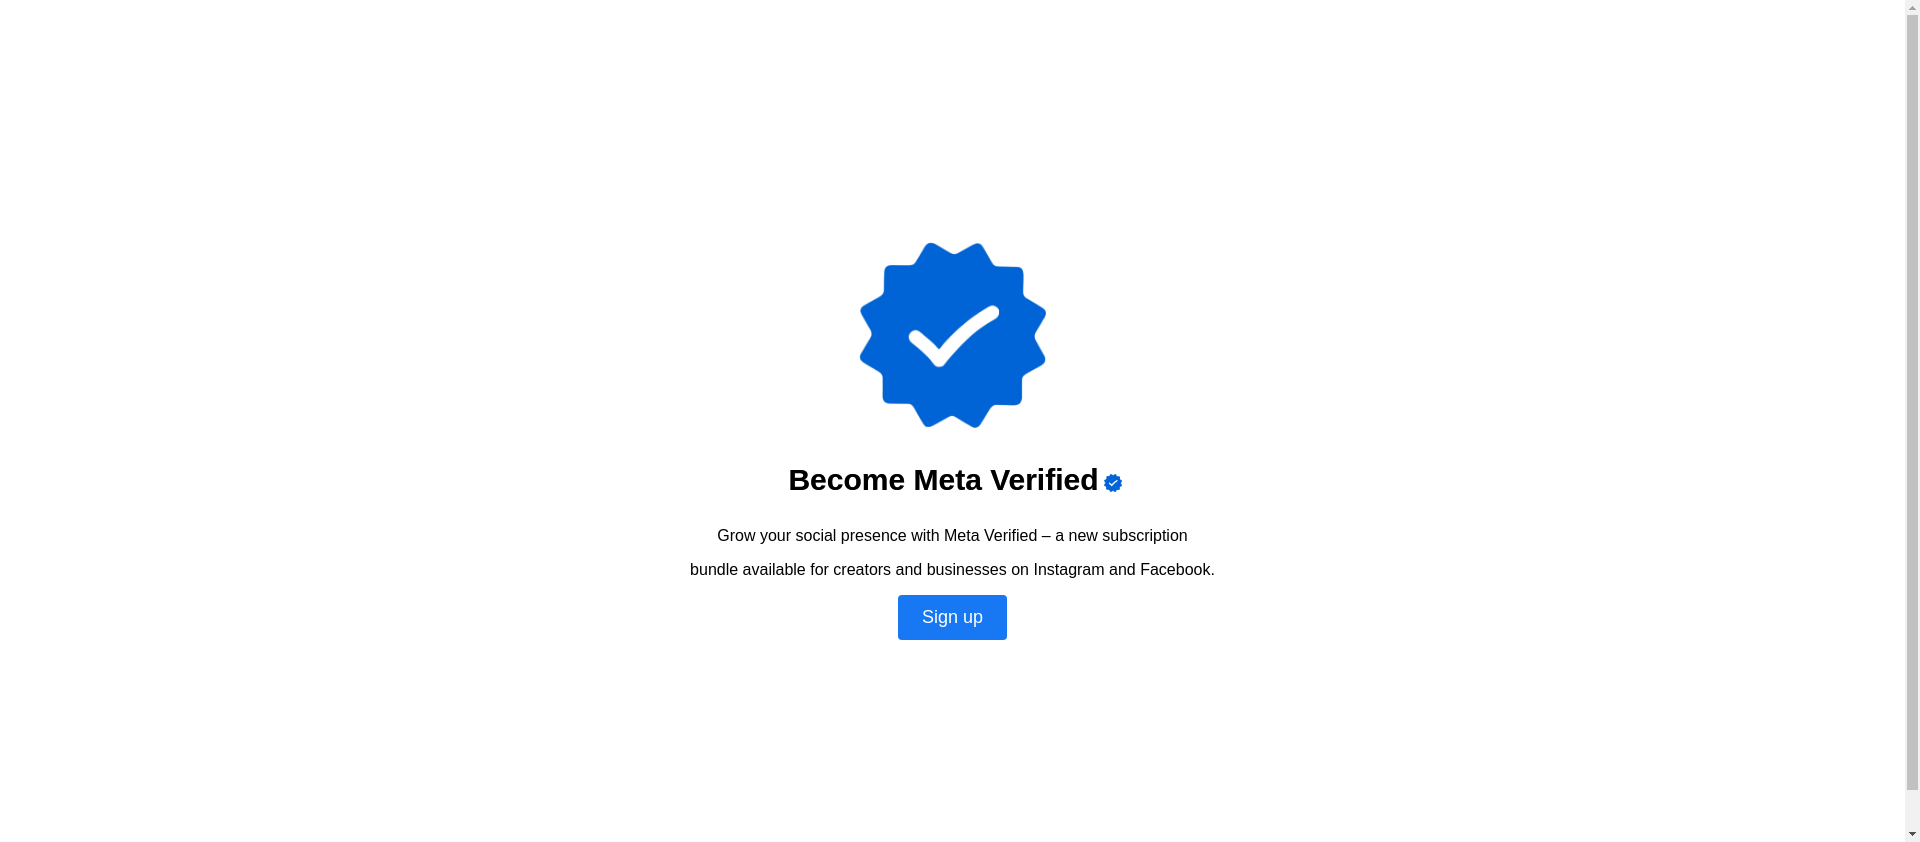 Become Meta Verified
Grow your social presence with Meta Verified – a new subscription
bundle available for creators and businesses on Instagram and Facebook.
Sign up